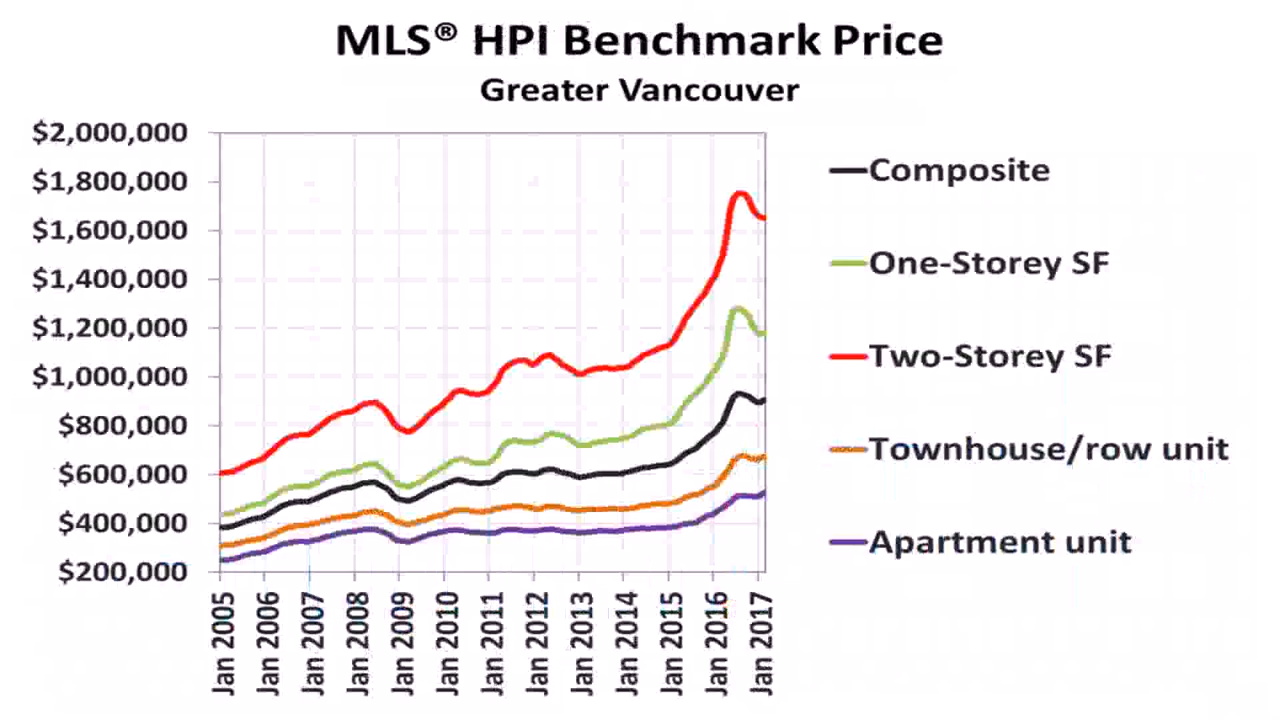 MLS® HPI Benchmark Price
Greater Vancouver
$2,000,000
$1,800,000
$1,600,000
$1,400,000
$1,200,000
$1,000,000
$800,000
$600,000
$400,000
$200,000
Jan 2005
Jan 2006
Jan 2007
Jan 2008
Jan 2009
Jan 2010
Jan 2011
Jan 2012
Jan 2013
Jan 2014
Jan 2015
Jan 2016
Jan 2017
Composite
One-Storey SF
Two-Storey SF
Townhouse/row unit
Apartment unit